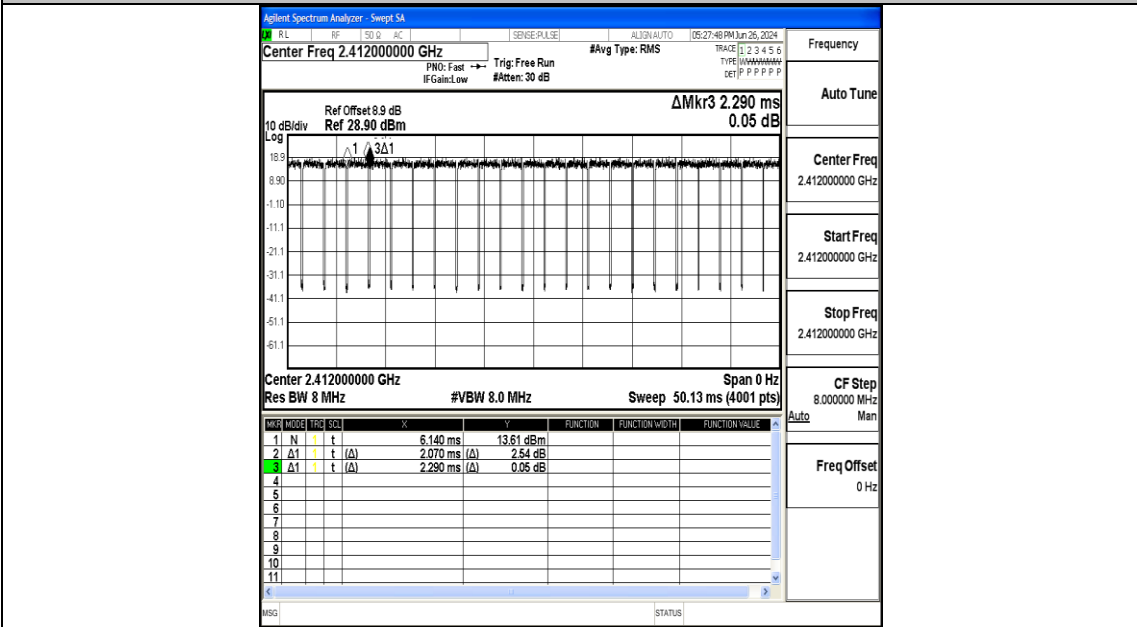 Agilent Spectrum Analyzer - Swept SA
RL RF 50 Ω AC SENSE:PULSE ALIGN AUTO 05:27:48 PM Jun 26, 2024
Center Freq 2.412000000 GHz
#Avg Type: RMS
TRACE 1 2 3 4 5 6
TYPE
DET P P P P P P
PNO: Fast
IFGain:Low
Trig: Free Run
#Atten: 30 dB
ΔMkr3 2.290 ms
0.05 dB
Ref Offset 8.9 dB
Ref 28.90 dBm
10 dB/div
Log
1 3Δ1
18.9
8.90
-1.10
-11.1
-21.1
-31.1
-41.1
-51.1
-61.1
Center 2.412000000 GHz Span 0 Hz
Res BW 8 MHz #VBW 8.0 MHz Sweep 50.13 ms (4001 pts)
MKR MODE TRC SCL X Y FUNCTION FUNCTION WIDTH FUNCTION VALUE
1 N 1 t 6.140 ms 13.61 dBm
2 Δ1 1 t (Δ) 2.070 ms (Δ) 2.54 dB
3 Δ1 1 t (Δ) 2.290 ms (Δ) 0.05 dB
4
5
6
7
8
9
10
11
MSG STATUS
Frequency
Auto Tune
Center Freq
2.412000000 GHz
Start Freq
2.412000000 GHz
Stop Freq
2.412000000 GHz
CF Step
8.000000 MHz
Auto Man
Freq Offset
0 Hz